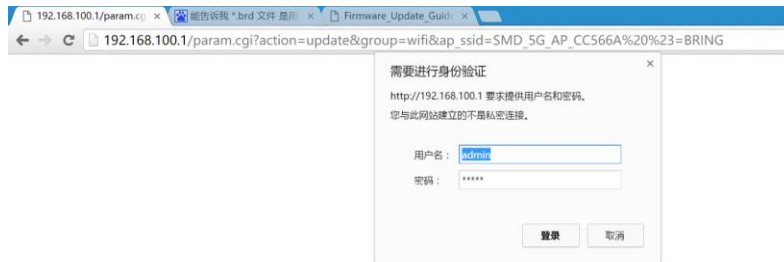 192.168.100.1/param.cg
能告诉我 *.brd 文件 是用
Firmware_Update_Guid
192.168.100.1/param.cgi?action=update&group=wifi&ap_ssid=SMD_5G_AP_CC566A%20%23=BRING
需要进行身份验证
http://192.168.100.1 要求提供用户名和密码。
您与此网站建立的不是私密连接。
用户名: admin
密码: *****
登录 取消